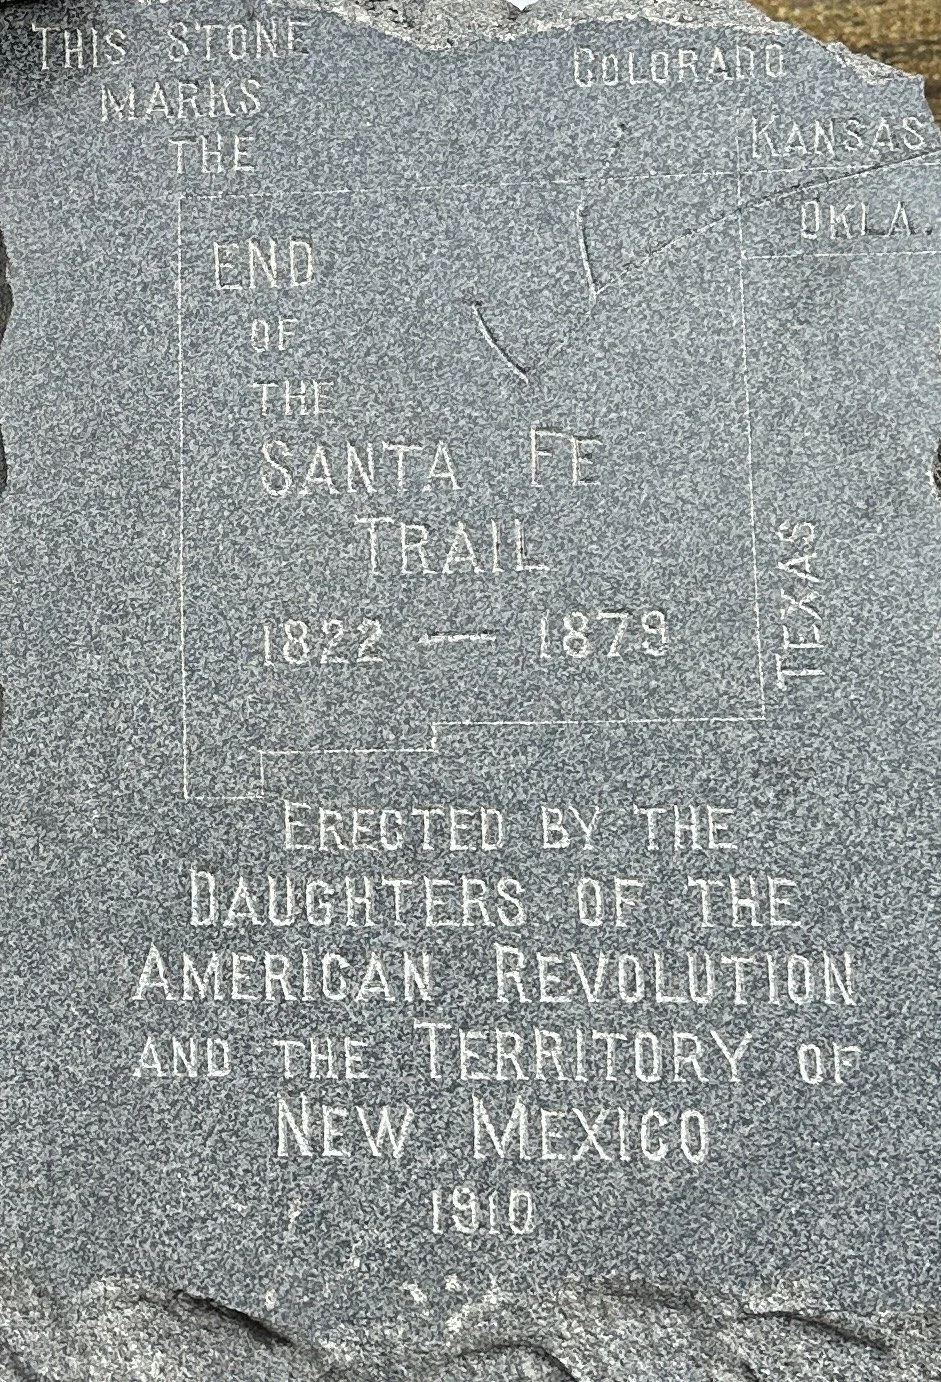 THIS STONE
MARKS
THE
COLORADO
KANSAS
OKLA.
END
OF
THE
SANTA FE
TRAIL
1822 — 1879
TEXAS
ERECTED BY THE
DAUGHTERS OF THE
AMERICAN REVOLUTION
AND THE TERRITORY OF
NEW MEXICO
1910